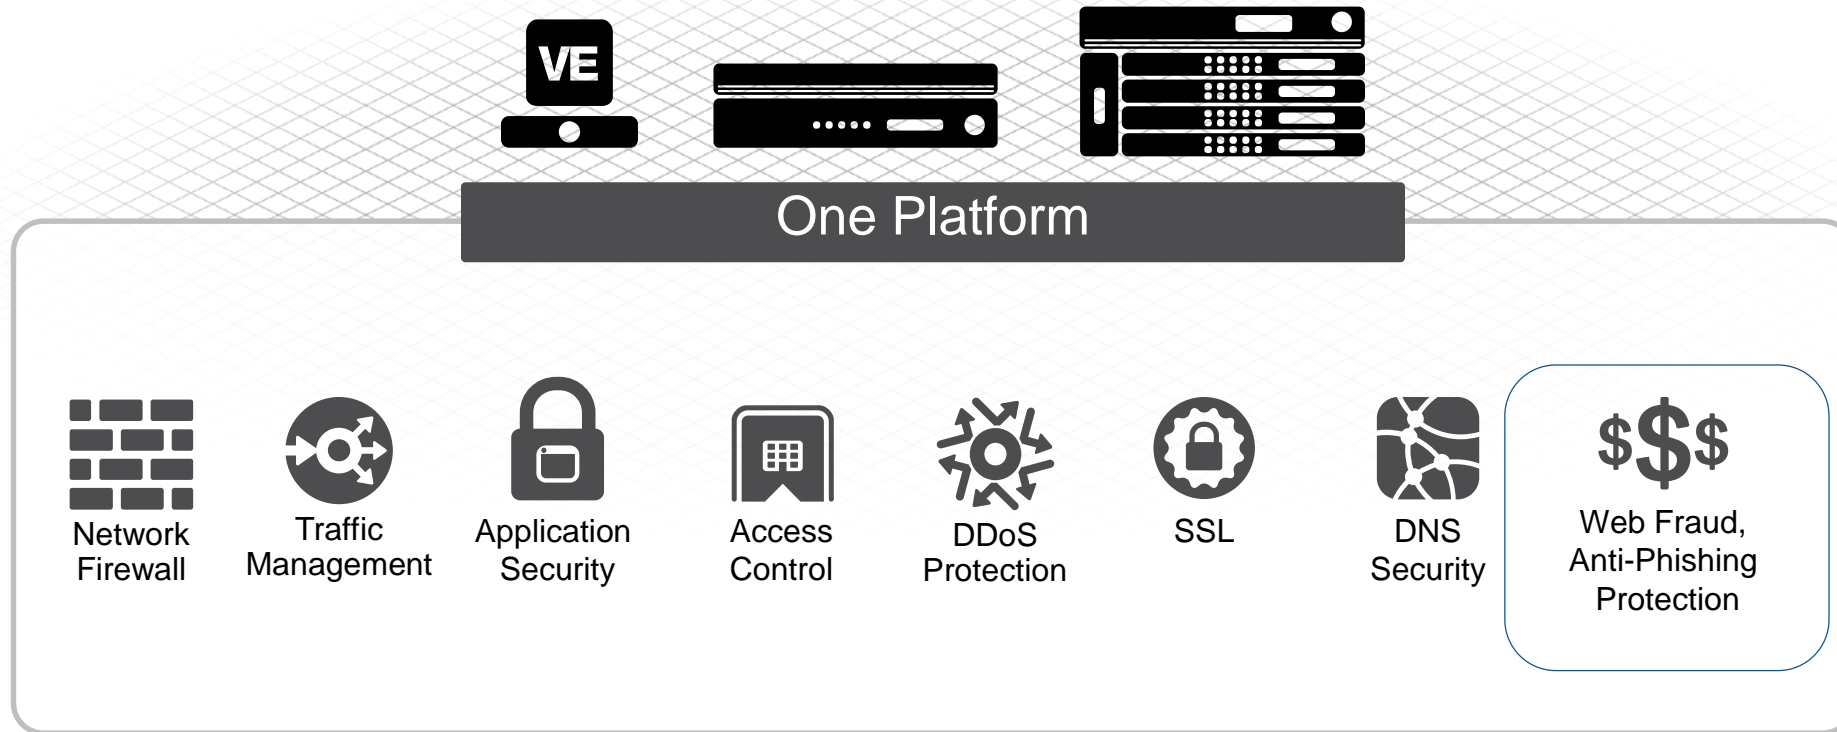 VE
One Platform
Network
Firewall
Traffic
Management
Application
Security
Access
Control
DDoS
Protection
SSL
DNS
Security
$$$
Web Fraud,
Anti-Phishing
Protection